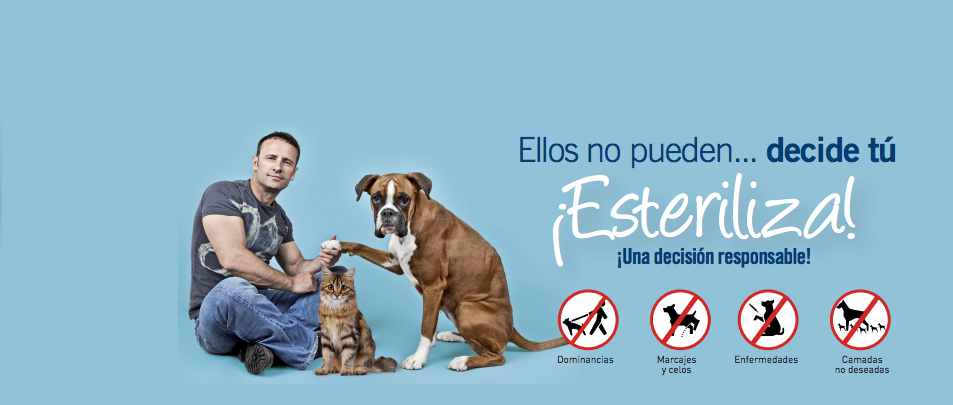 Ellos no pueden... decide tú
¡Esteriliza!
¡Una decisión responsable!
Dominancias
Marcajes
y celos
Enfermedades
Camadas
no deseadas